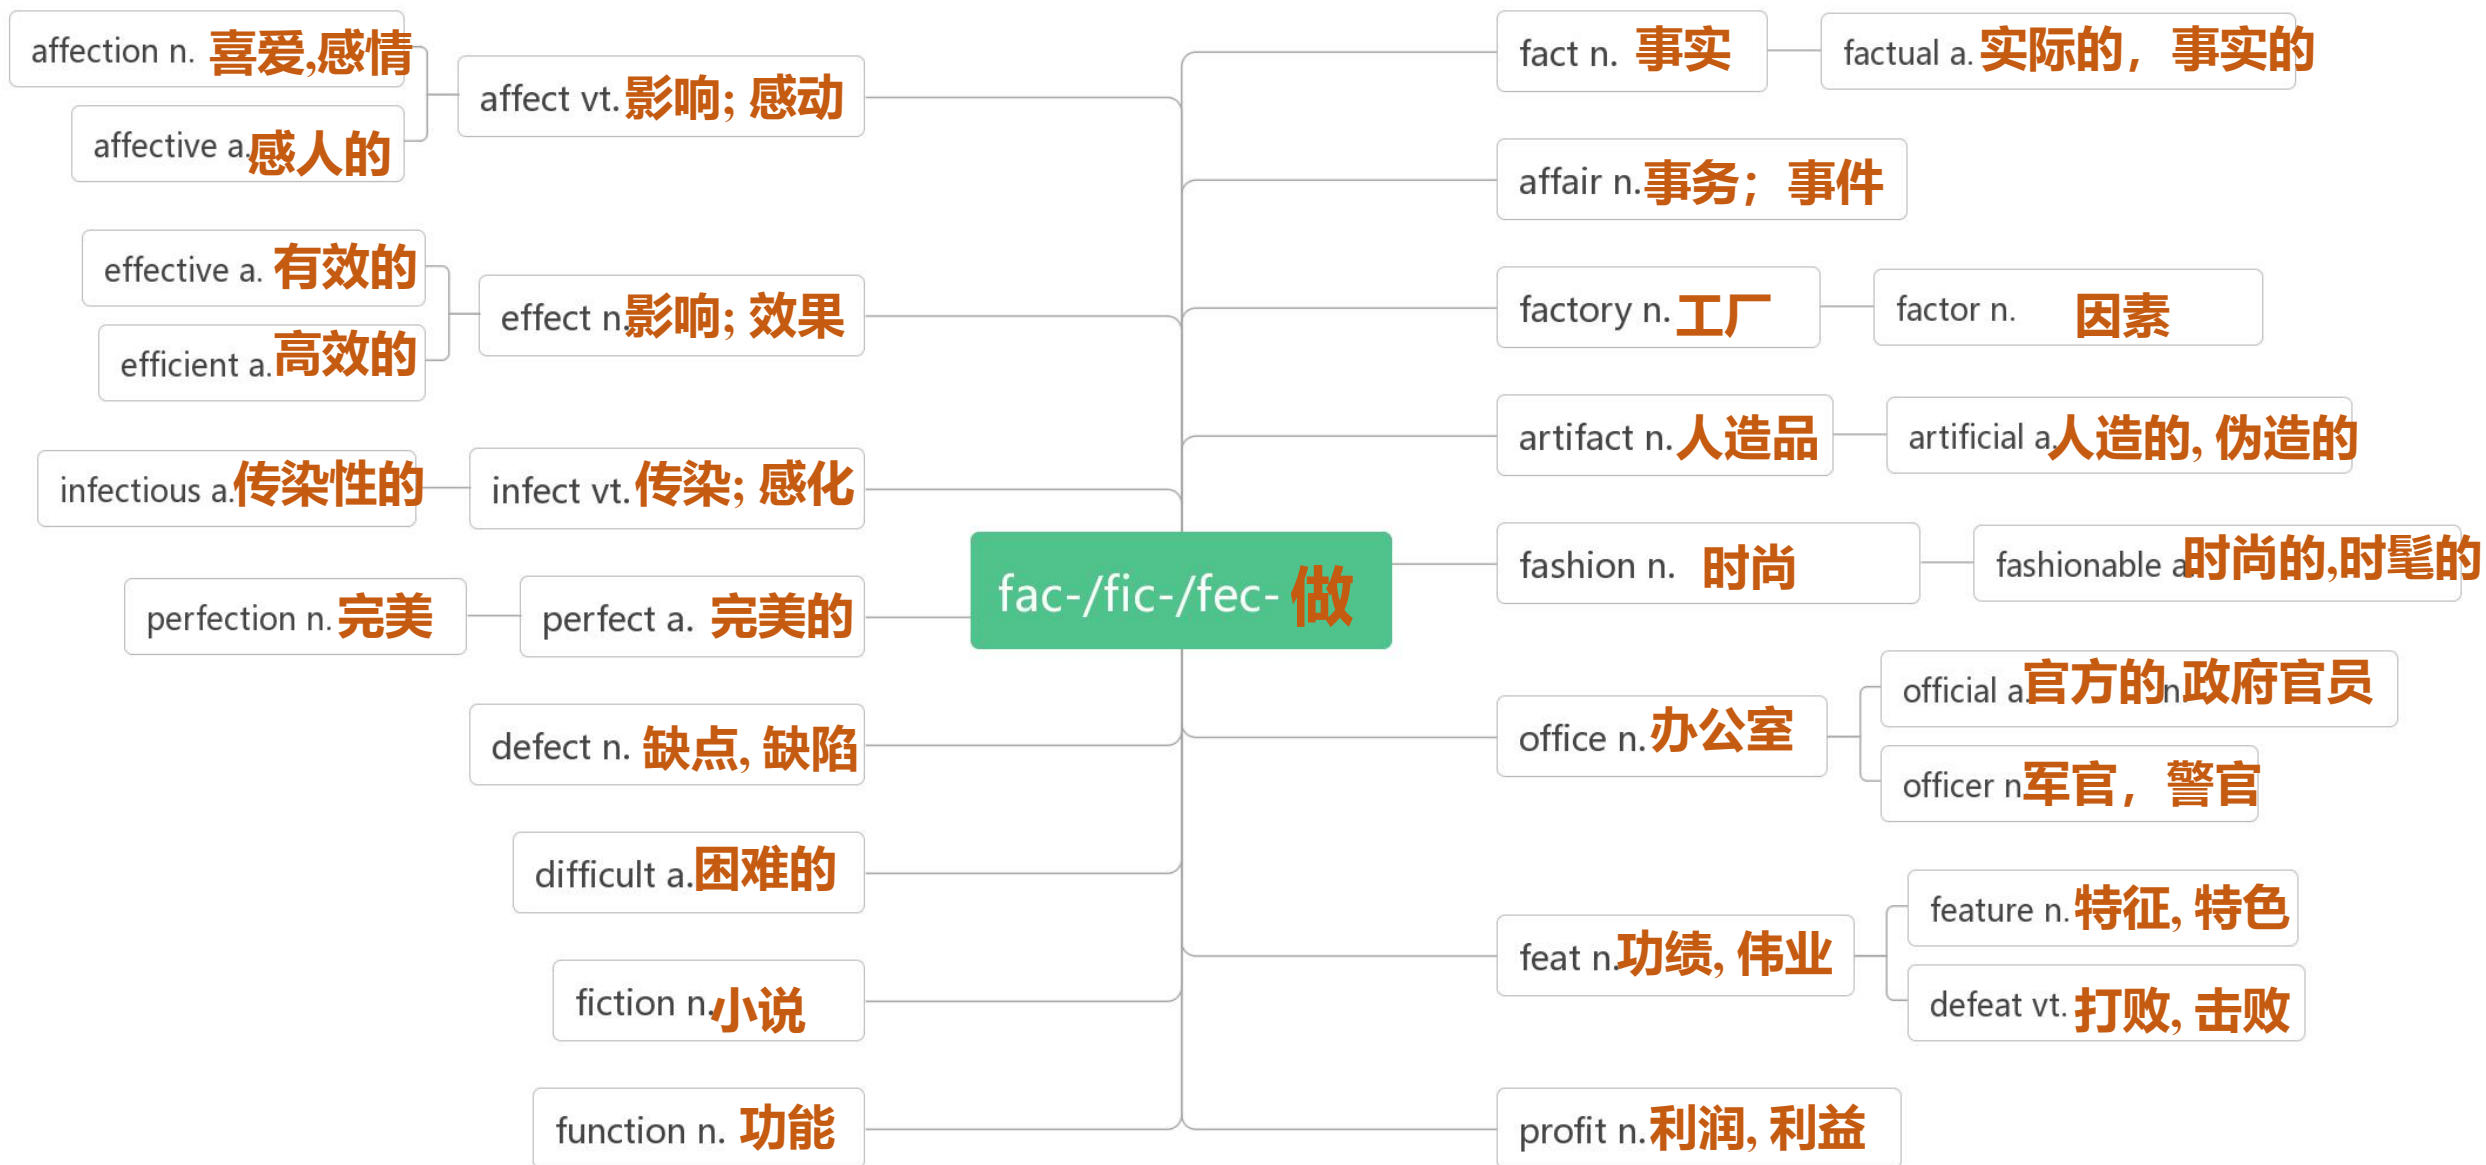 fac-/fic-/fec- 做
fact n. 事实
factual a. 实际的，事实的
affair n. 事务；事件
factory n. 工厂
factor n. 因素
artifact n. 人造品
artificial a. 人造的, 伪造的
fashion n. 时尚
fashionable a. 时尚的,时髦的
office n. 办公室
official a. 官方的 n. 政府官员
officer n. 军官，警官
feat n. 功绩, 伟业
feature n. 特征, 特色
defeat vt. 打败, 击败
profit n. 利润, 利益
affect vt. 影响; 感动
affection n. 喜爱,感情
affective a. 感人的
effect n. 影响; 效果
effective a. 有效的
efficient a. 高效的
infect vt. 传染; 感化
infectious a. 传染性的
perfect a. 完美的
perfection n. 完美
defect n. 缺点, 缺陷
difficult a. 困难的
fiction n. 小说
function n. 功能